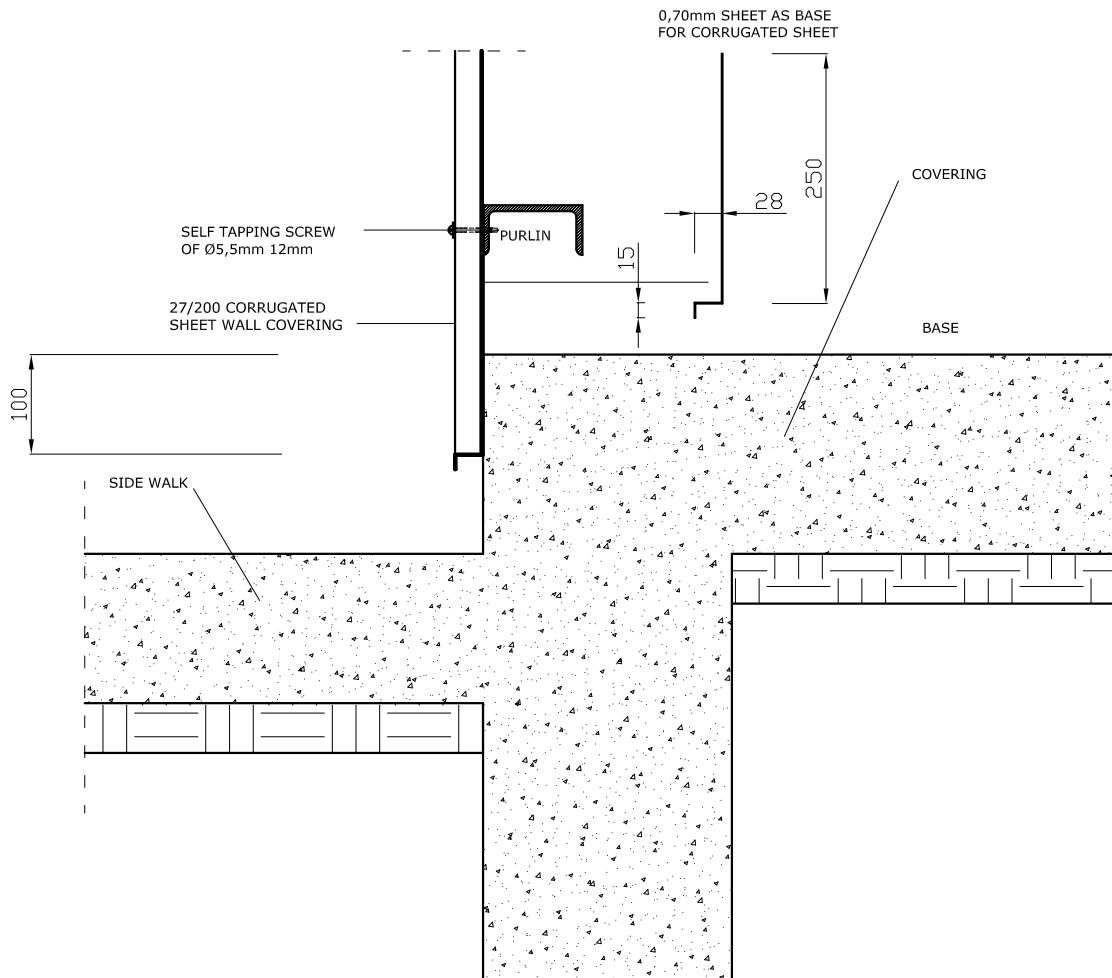 0,70mm SHEET AS BASE
FOR CORRUGATED SHEET
COVERING
250
28
SELF TAPPING SCREW
OF Ø5,5mm 12mm
PURLIN
15
27/200 CORRUGATED
SHEET WALL COVERING
BASE
100
SIDE WALK